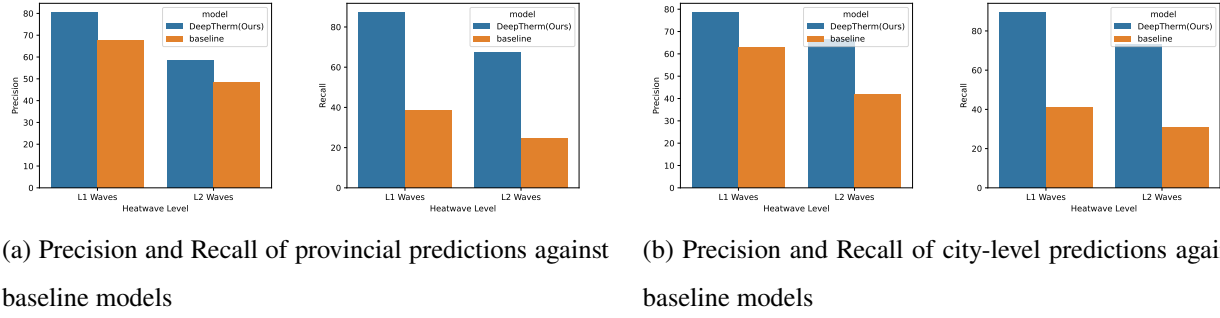 model
DeepTherm(Ours)
baseline
Precision
80
70
60
50
40
30
20
10
0
L1 Waves
L2 Waves
Heatwave Level
model
DeepTherm(Ours)
baseline
Recall
80
60
40
20
0
L1 Waves
L2 Waves
Heatwave Level
model
DeepTherm(Ours)
baseline
Precision
80
70
60
50
40
30
20
10
0
L1 Waves
L2 Waves
Heatwave Level
model
DeepTherm(Ours)
baseline
Recall
80
60
40
20
0
L1 Waves
L2 Waves
Heatwave Level
(a) Precision and Recall of provincial predictions against
baseline models
(b) Precision and Recall of city-level predictions agai
baseline models